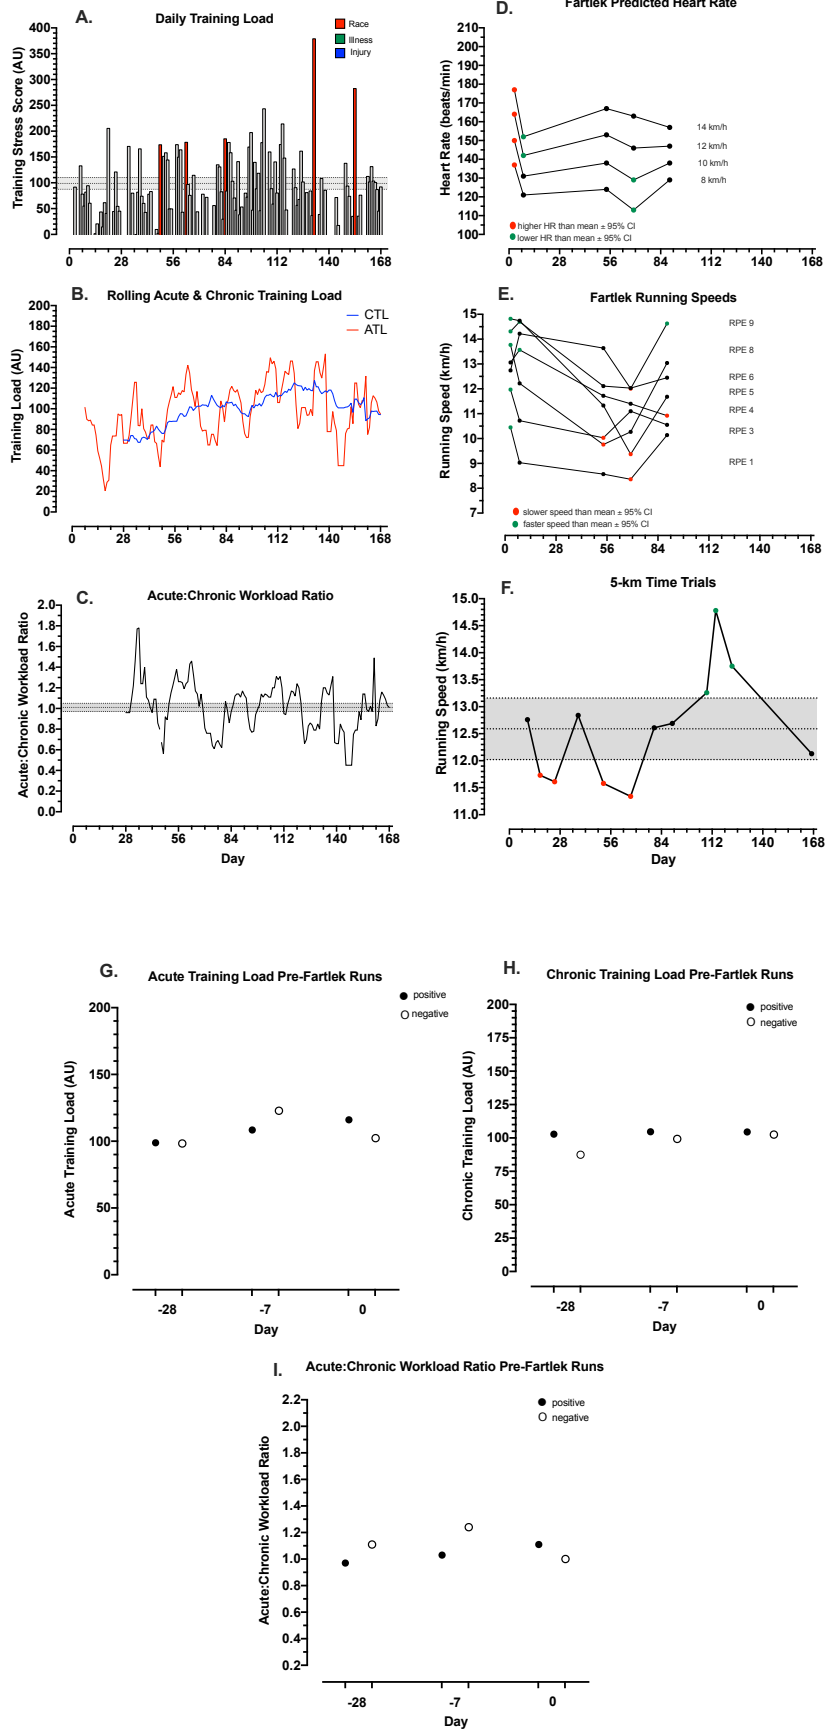 A.
Daily Training Load
Race
Illness
Injury
Training Stress Score (AU)
400
350
300
250
200
150
100
50
0
0 28 56 84 112 140 168
D.
Fartlek Predicted Heart Rate
Heart Rate (beats/min)
210
200
190
180
170
160
150
140
130
120
110
100
14 km/h
12 km/h
10 km/h
8 km/h
higher HR than mean ± 95% CI
lower HR than mean ± 95% CI
0 28 56 84 112 140 168
B.
Rolling Acute & Chronic Training Load
CTL
ATL
Training Load (AU)
200
180
160
140
120
100
80
60
40
20
0
0 28 56 84 112 140 168
E.
Fartlek Running Speeds
Running Speed (km/h)
15
14
13
12
11
10
9
8
7
RPE 9
RPE 8
RPE 6
RPE 5
RPE 4
RPE 3
RPE 1
slower speed than mean ± 95% CI
faster speed than mean ± 95% CI
0 28 56 84 112 140 168
C.
Acute:Chronic Workload Ratio
Acute:Chronic Workload Ratio
2.0
1.8
1.6
1.4
1.2
1.0
0.8
0.6
0.4
0.2
0.0
0 28 56 84 112 140 168
Day
F.
5-km Time Trials
Running Speed (km/h)
15.0
14.5
14.0
13.5
13.0
12.5
12.0
11.5
11.0
0 28 56 84 112 140 168
Day
G.
Acute Training Load Pre-Fartlek Runs
positive
negative
Acute Training Load (AU)
200
150
100
50
0
-28 -7 0
Day
H.
Chronic Training Load Pre-Fartlek Runs
positive
negative
Chronic Training Load (AU)
200
175
150
125
100
75
50
25
0
-28 -7 0
Day
I.
Acute:Chronic Workload Ratio Pre-Fartlek Runs
positive
negative
Acute:Chronic Workload Ratio
2.2
2.0
1.8
1.6
1.4
1.2
1.0
0.8
0.6
0.4
0.2
-28 -7 0
Day